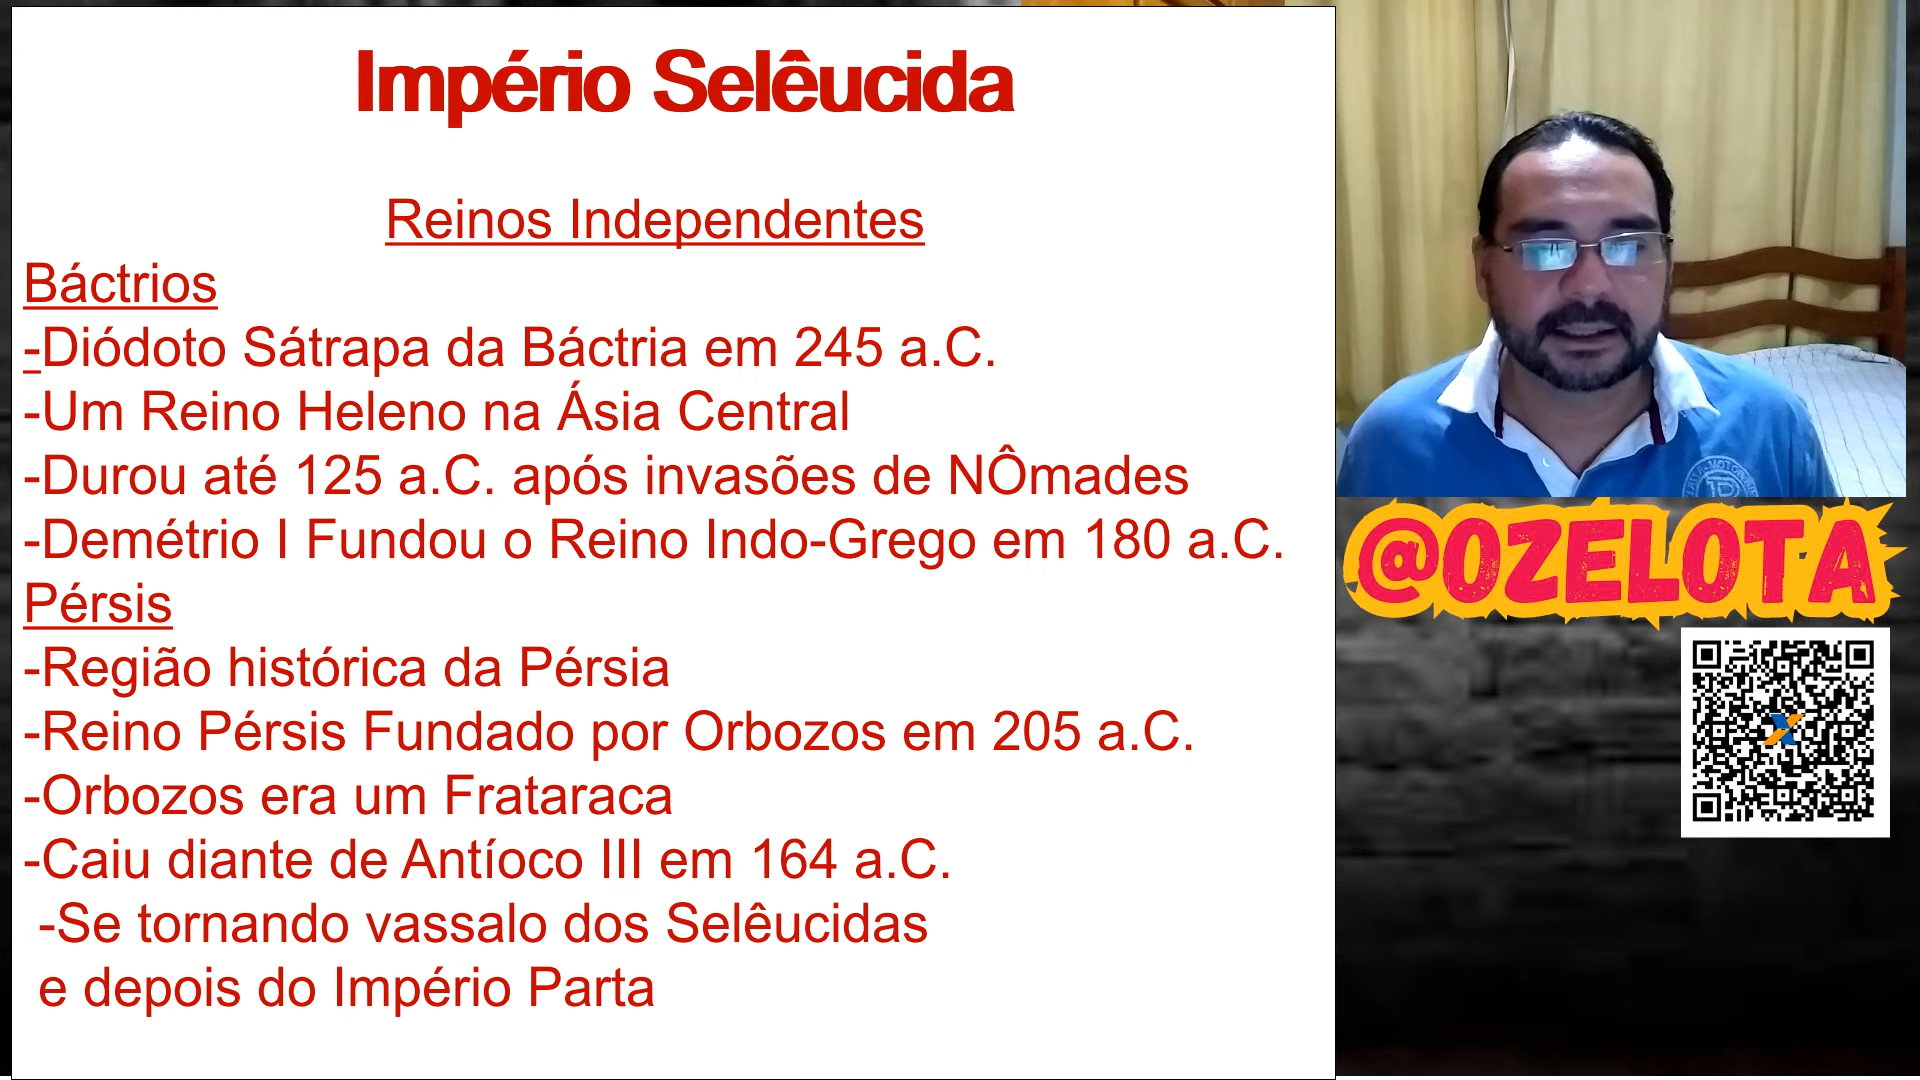 Império Selêucida
Reinos Independentes
Báctrios
-Diódoto Sátrapa da Báctria em 245 a.C.
-Um Reino Heleno na Ásia Central
-Durou até 125 a.C. após invasões de NÔmades
-Demétrio I Fundou o Reino Indo-Grego em 180 a.C.
Pérsis
-Região histórica da Pérsia
-Reino Pérsis Fundado por Orbozos em 205 a.C.
-Orbozos era um Frataraca
-Caiu diante de Antíoco III em 164 a.C.
-Se tornando vassalo dos Selêucidas
e depois do Império Parta
@OZELOTA